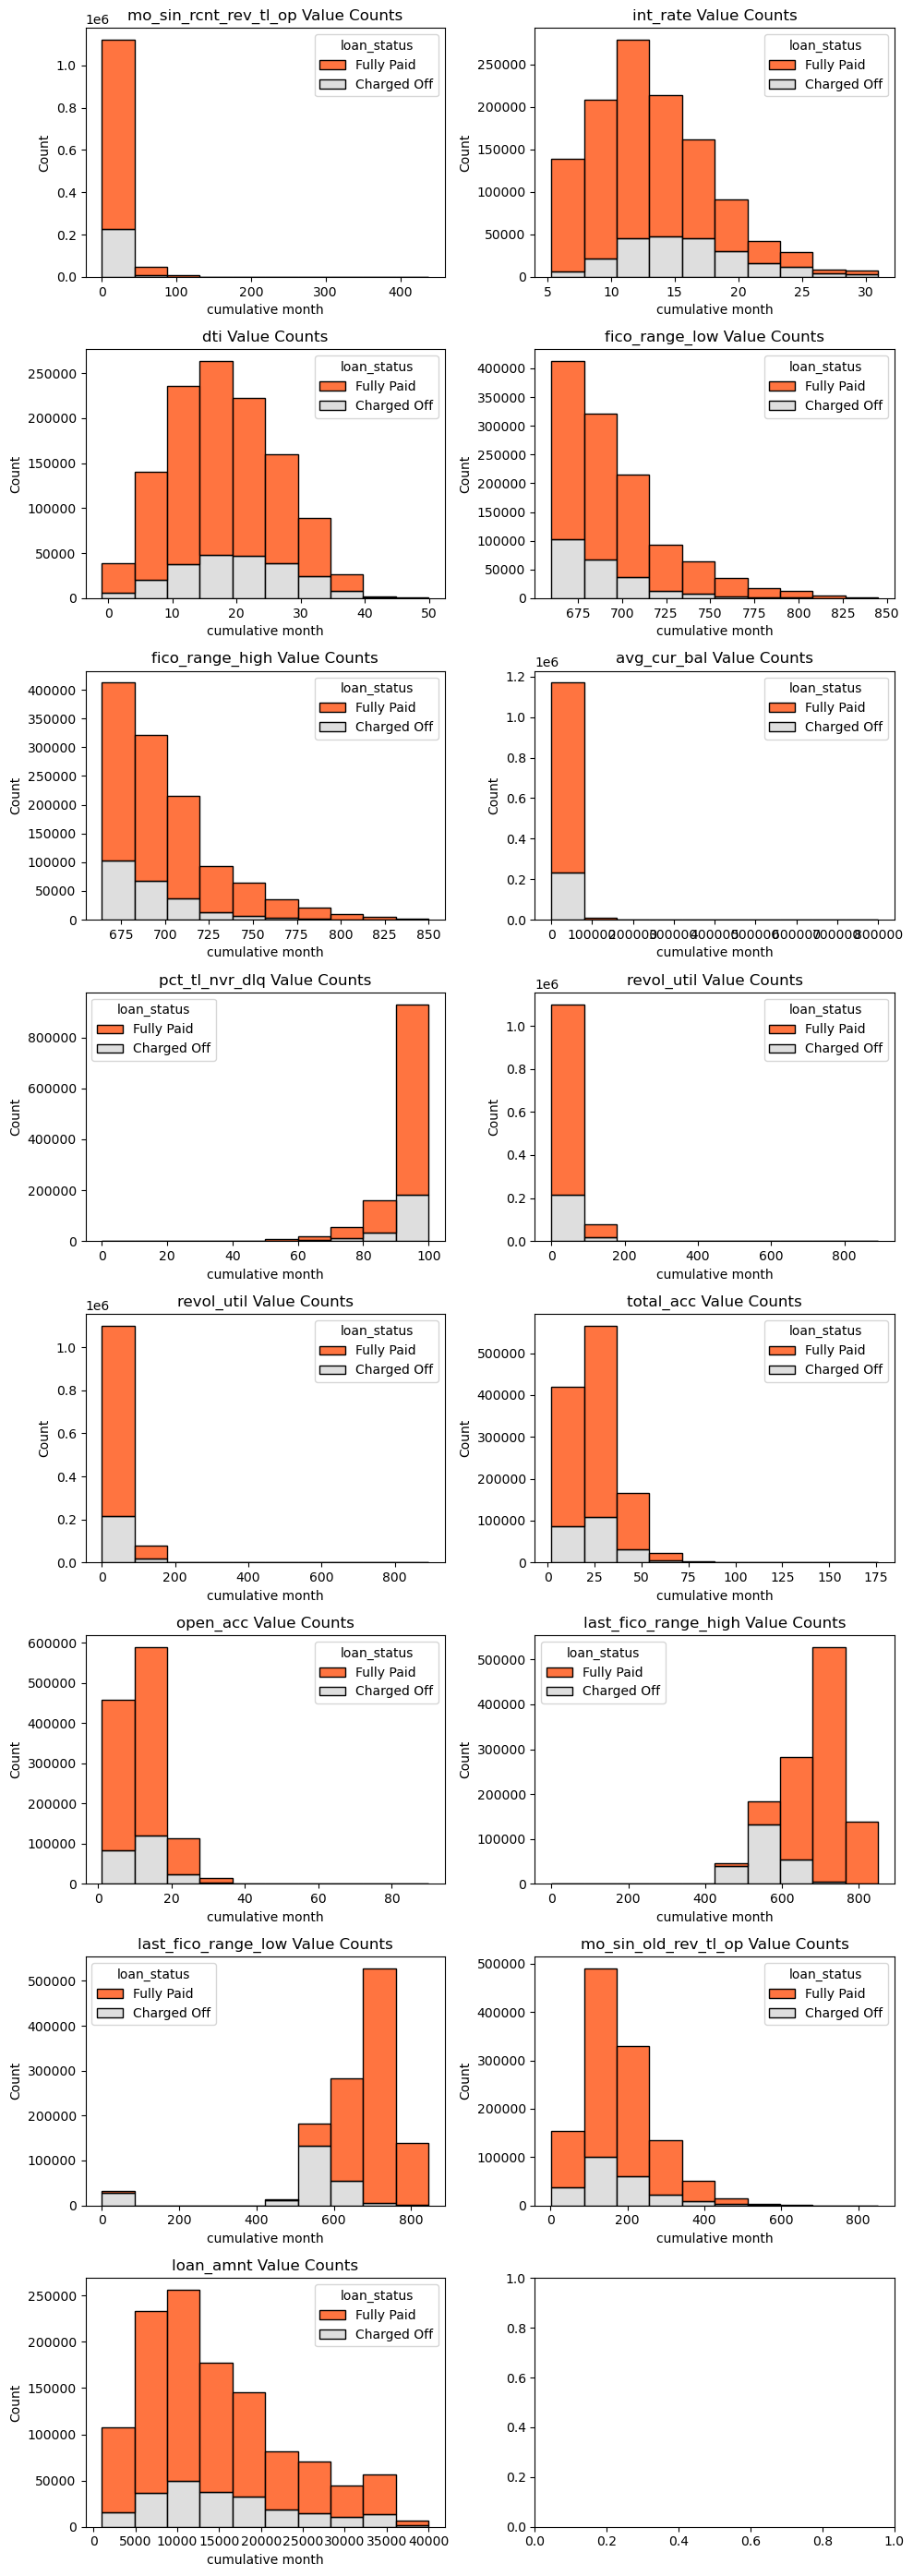 mo_sin_rcnt_rev_tl_op Value Counts
1e6
Count
1.0
0.8
0.6
0.4
0.2
0.0
loan_status
Fully Paid
Charged Off
0 100 200 300 400
cumulative month
int_rate Value Counts
Count
250000
200000
150000
100000
50000
0
loan_status
Fully Paid
Charged Off
5 10 15 20 25 30
cumulative month
dti Value Counts
Count
250000
200000
150000
100000
50000
0
loan_status
Fully Paid
Charged Off
0 10 20 30 40 50
cumulative month
fico_range_low Value Counts
Count
400000
350000
300000
250000
200000
150000
100000
50000
0
loan_status
Fully Paid
Charged Off
675 700 725 750 775 800 825 850
cumulative month
fico_range_high Value Counts
Count
400000
350000
300000
250000
200000
150000
100000
50000
0
loan_status
Fully Paid
Charged Off
675 700 725 750 775 800 825 850
cumulative month
avg_cur_bal Value Counts
1e6
Count
1.2
1.0
0.8
0.6
0.4
0.2
0.0
loan_status
Fully Paid
Charged Off
0 100000 200000 300000 400000 500000 600000 700000 800000
cumulative month
pct_tl_nvr_dlq Value Counts
Count
800000
600000
400000
200000
0
loan_status
Fully Paid
Charged Off
0 20 40 60 80 100
cumulative month
revol_util Value Counts
1e6
Count
1.0
0.8
0.6
0.4
0.2
0.0
loan_status
Fully Paid
Charged Off
0 200 400 600 800
cumulative month
revol_util Value Counts
1e6
Count
1.0
0.8
0.6
0.4
0.2
0.0
loan_status
Fully Paid
Charged Off
0 200 400 600 800
cumulative month
total_acc Value Counts
Count
500000
400000
300000
200000
100000
0
loan_status
Fully Paid
Charged Off
0 25 50 75 100 125 150 175
cumulative month
open_acc Value Counts
Count
600000
500000
400000
300000
200000
100000
0
loan_status
Fully Paid
Charged Off
0 20 40 60 80
cumulative month
last_fico_range_high Value Counts
Count
500000
400000
300000
200000
100000
0
loan_status
Fully Paid
Charged Off
0 200 400 600 800
cumulative month
last_fico_range_low Value Counts
Count
500000
400000
300000
200000
100000
0
loan_status
Fully Paid
Charged Off
0 200 400 600 800
cumulative month
mo_sin_old_rev_tl_op Value Counts
Count
500000
400000
300000
200000
100000
0
loan_status
Fully Paid
Charged Off
0 200 400 600 800
cumulative month
loan_amnt Value Counts
Count
250000
200000
150000
100000
50000
0
loan_status
Fully Paid
Charged Off
0 5000 10000 15000 20000 25000 30000 35000 40000
cumulative month
1.0
0.8
0.6
0.4
0.2
0.0
0.0 0.2 0.4 0.6 0.8 1.0